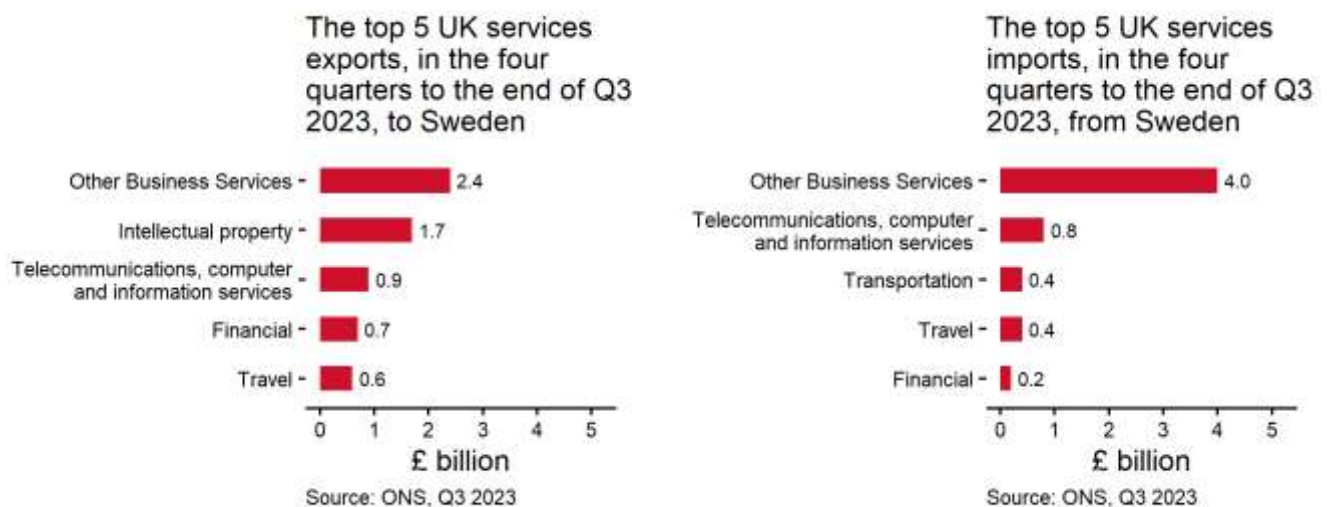 The top 5 UK services
exports, in the four
quarters to the end of Q3
2023, to Sweden
Other Business Services
2.4
Intellectual property
1.7
Telecommunications, computer
and information services
0.9
Financial
0.7
Travel
0.6
0 1 2 3 4 5
£ billion
Source: ONS, Q3 2023
The top 5 UK services
imports, in the four
quarters to the end of Q3
2023, from Sweden
Other Business Services
4.0
Telecommunications, computer
and information services
0.8
Transportation
0.4
Travel
0.4
Financial
0.2
0 1 2 3 4 5
£ billion
Source: ONS, Q3 2023